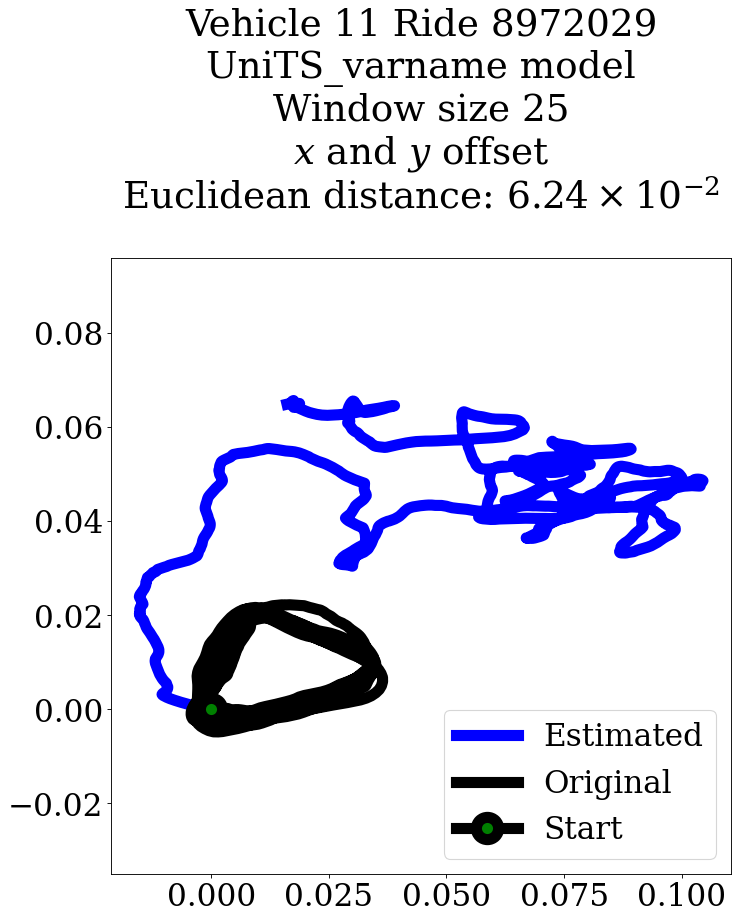 Vehicle 11 Ride 8972029
UniTS_varname model
Window size 25
x and y offset
Euclidean distance: 6.24 × 10⁻²
0.08
0.06
0.04
0.02
0.00
−0.02
Estimated
Original
Start
0.000 0.025 0.050 0.075 0.100